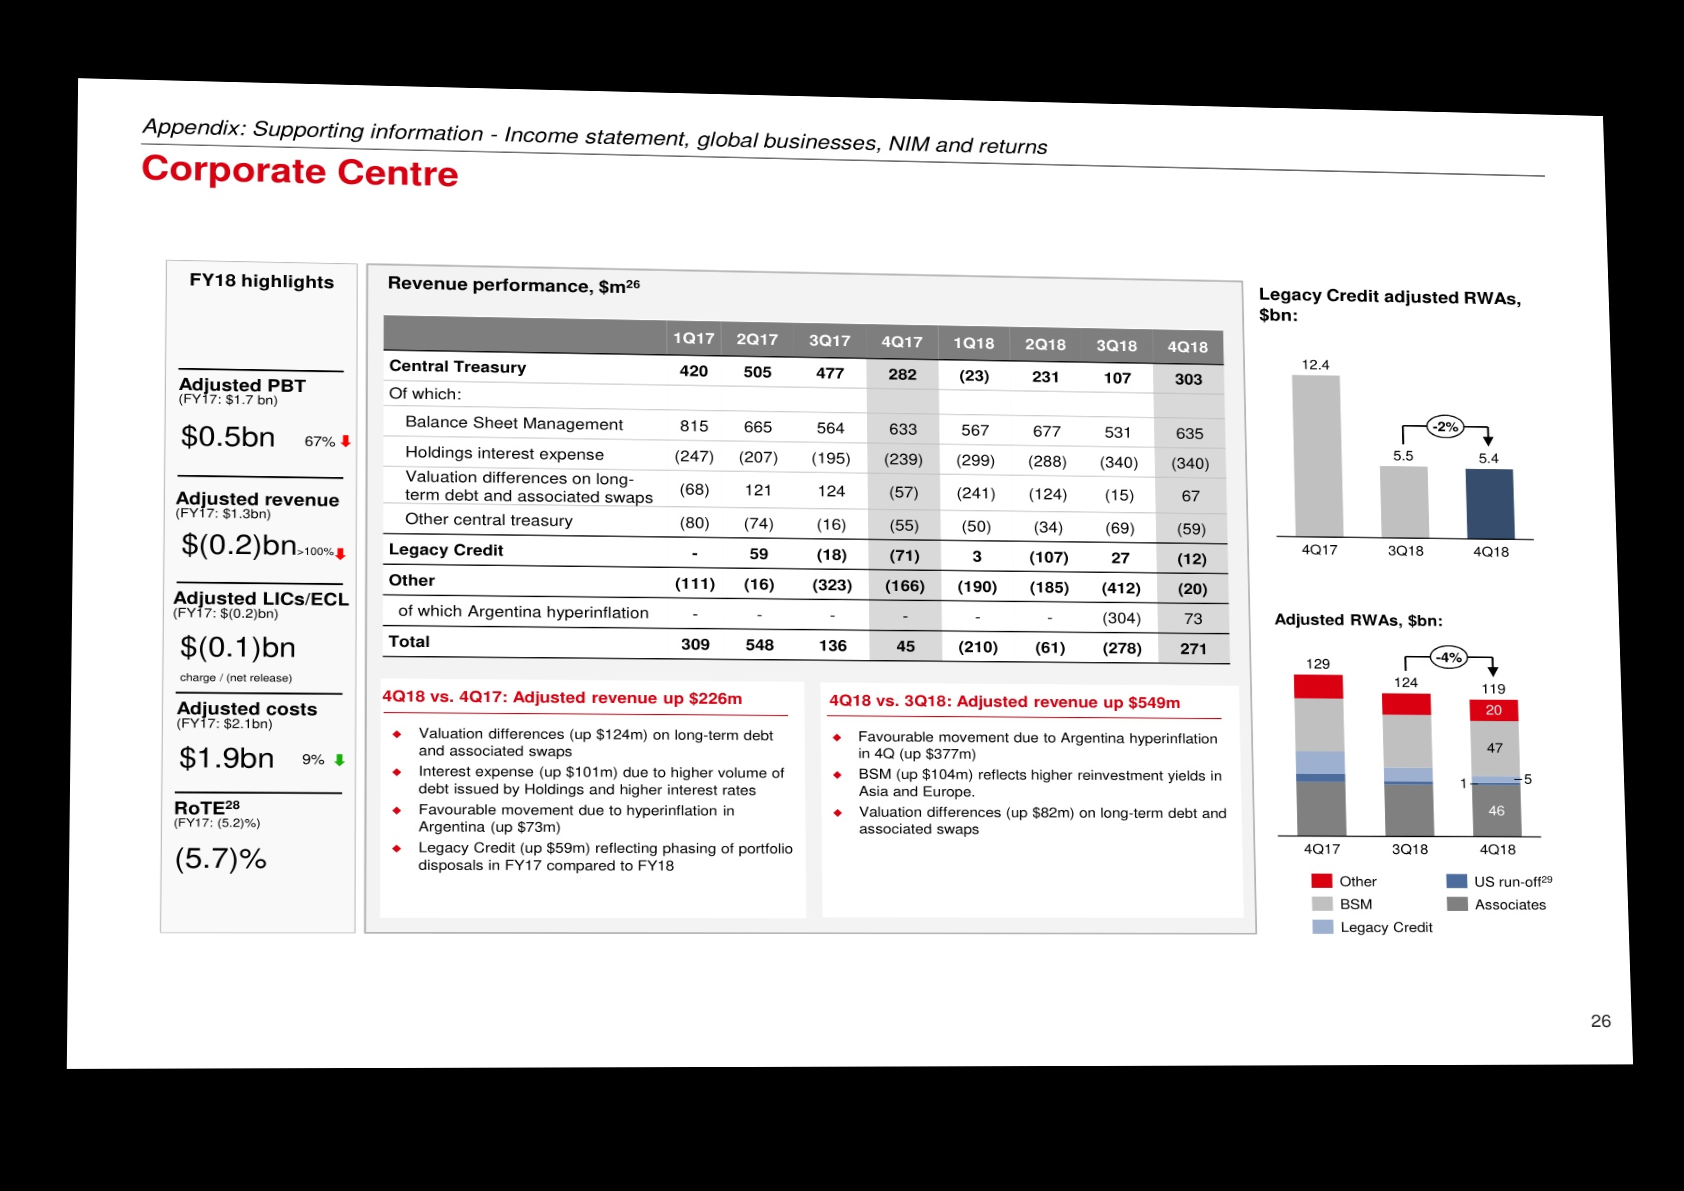 Appendix: Supporting information - Income statement, global businesses, NIM and returns
Corporate Centre
FY18 highlights
Adjusted PBT
(FY17: $1.7 bn)
$0.5bn 67%
Adjusted revenue
(FY17: $1.3bn)
$(0.2)bn >100%
Adjusted LICs/ECL
(FY17: $(0.2)bn)
$(0.1)bn
charge / (net release)
Adjusted costs
(FY17: $2.1bn)
$1.9bn 9%
RoTE28
(FY17: (5.2)%)
(5.7)%
Revenue performance, $m26
1Q17 2Q17 3Q17 4Q17 1Q18 2Q18 3Q18 4Q18
Central Treasury 420 505 477 282 (23) 231 107 303
Of which:
Balance Sheet Management 815 665 564 633 567 677 531 635
Holdings interest expense (247) (207) (195) (239) (299) (288) (340) (340)
Valuation differences on long-
term debt and associated swaps (68) 121 124 (57) (241) (124) (15) 67
Other central treasury (80) (74) (16) (55) (50) (34) (69) (59)
Legacy Credit - 59 (18) (71) 3 (107) 27 (12)
Other (111) (16) (323) (166) (190) (185) (412) (20)
of which Argentina hyperinflation - - - - - - (304) 73
Total 309 548 136 45 (210) (61) (278) 271
4Q18 vs. 4Q17: Adjusted revenue up $226m
Valuation differences (up $124m) on long-term debt
and associated swaps
Interest expense (up $101m) due to higher volume of
debt issued by Holdings and higher interest rates
Favourable movement due to hyperinflation in
Argentina (up $73m)
Legacy Credit (up $59m) reflecting phasing of portfolio
disposals in FY17 compared to FY18
4Q18 vs. 3Q18: Adjusted revenue up $549m
Favourable movement due to Argentina hyperinflation
in 4Q (up $377m)
BSM (up $104m) reflects higher reinvestment yields in
Asia and Europe.
Valuation differences (up $82m) on long-term debt and
associated swaps
Legacy Credit adjusted RWAs,
$bn:
12.4
-2%
5.5 5.4
4Q17 3Q18 4Q18
Adjusted RWAs, $bn:
-4%
129 124 119
20
47
1 5
46
4Q17 3Q18 4Q18
Other US run-off29
BSM Associates
Legacy Credit
26